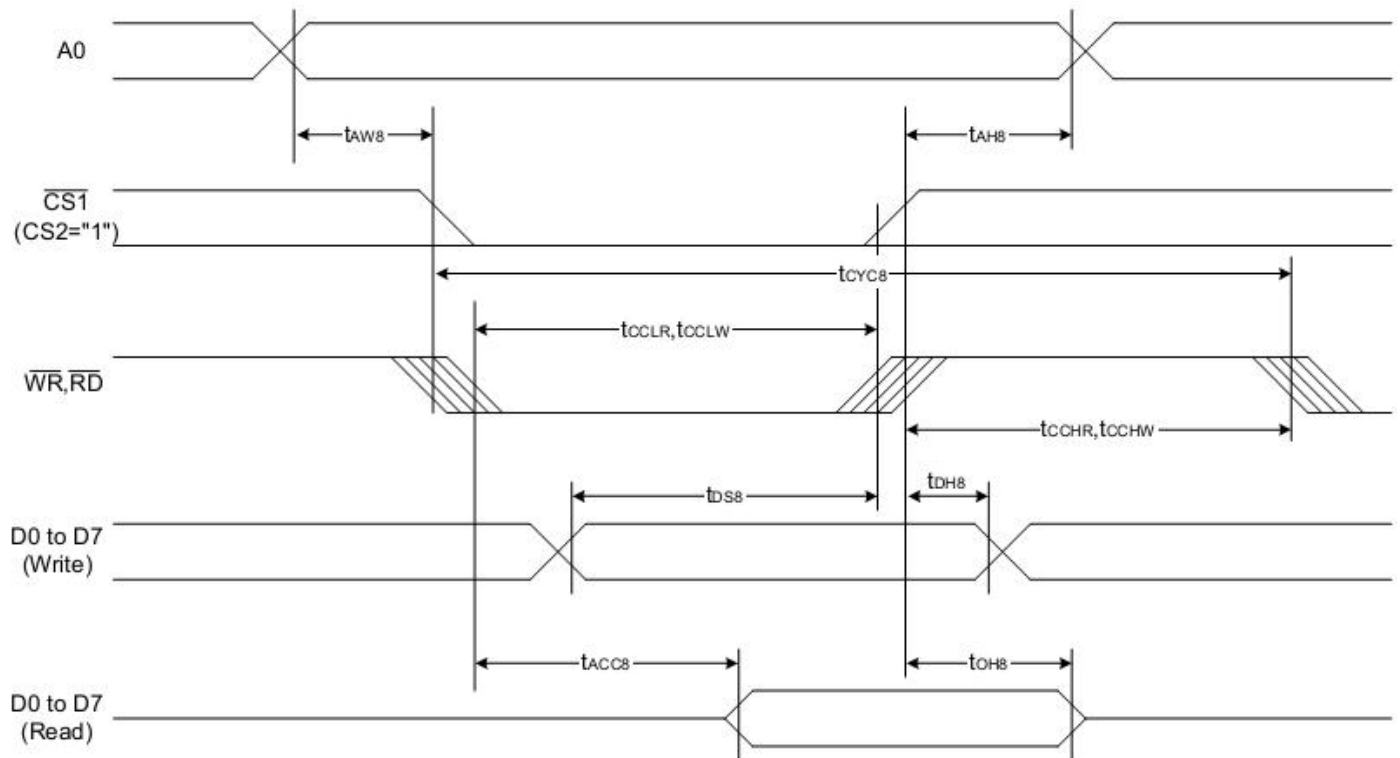 A0
tAW8
tAH8
CS1
(CS2="1")
tCYC8
tCCLR,tCCLW
WR,RD
tCCHR,tCCHW
tDS8
tDH8
D0 to D7
(Write)
tACC8
tOH8
D0 to D7
(Read)